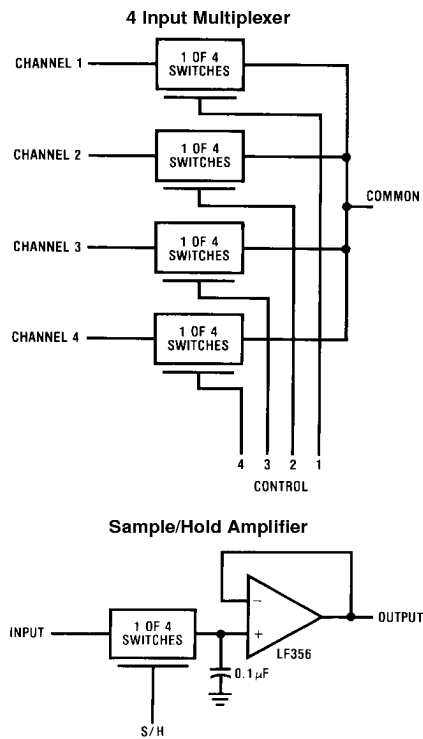 4 Input Multiplexer
CHANNEL 1
1 OF 4
SWITCHES
CHANNEL 2
1 OF 4
SWITCHES
COMMON
CHANNEL 3
1 OF 4
SWITCHES
CHANNEL 4
1 OF 4
SWITCHES
4 3 2 1
CONTROL
Sample/Hold Amplifier
INPUT
1 OF 4
SWITCHES
−
+
LF356
OUTPUT
0.1 µF
S/H